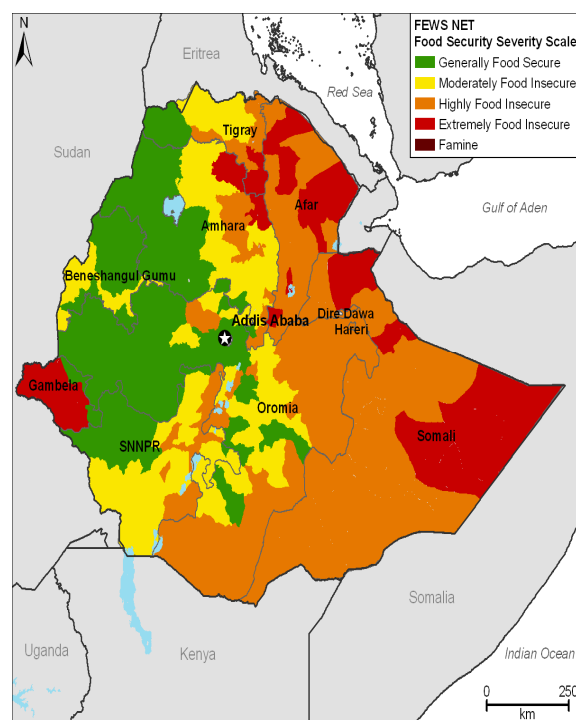 N
FEWS NET
Food Security Severity Scale
Generally Food Secure
Moderately Food Insecure
Highly Food Insecure
Extremely Food Insecure
Famine
Eritrea
Red Sea
Sudan
Tigray
Afar
Gulf of Aden
Amhara
Beneshangul Gumu
Addis Ababa
Dire Dawa
Hareri
Gambela
Oromia
SNNPR
Somali
Somalia
Uganda
Kenya
Indian Ocean
0 250
km